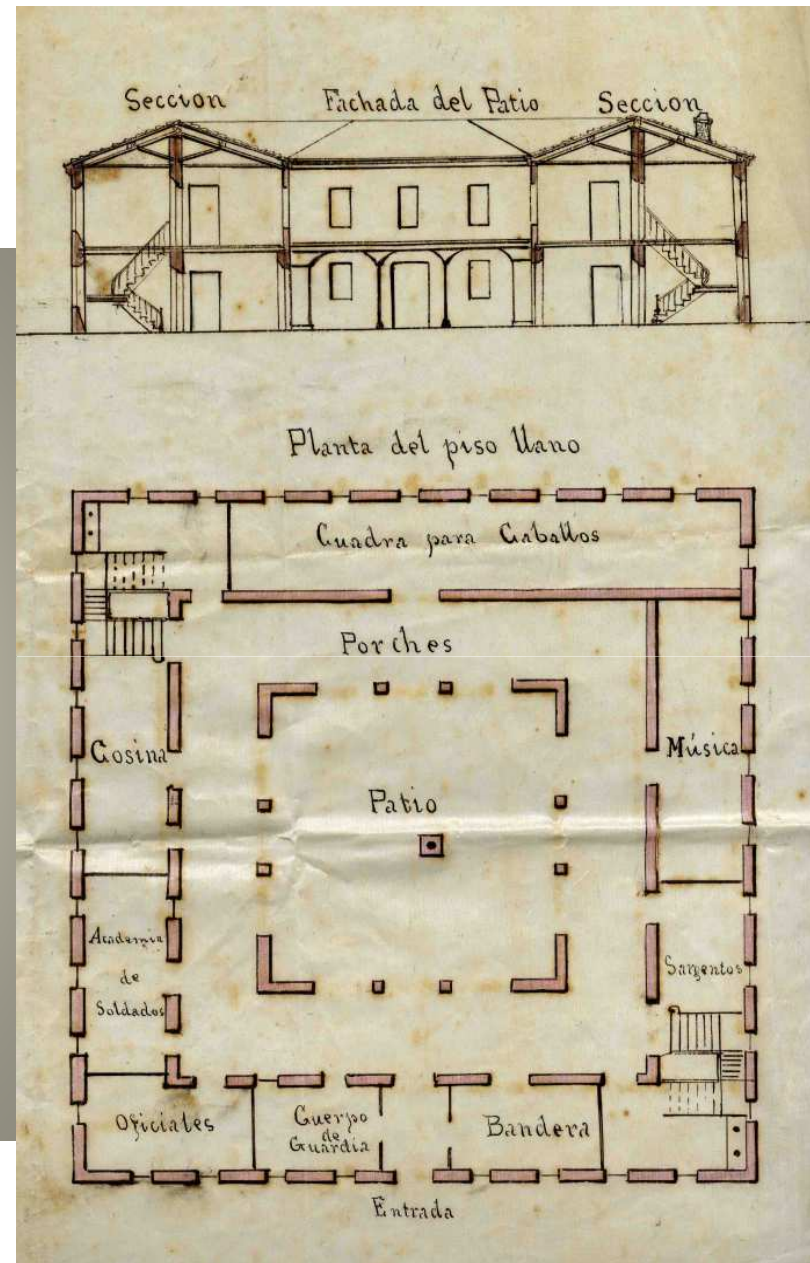 Seccion
Fachada del Patio
Seccion
Planta del piso llano
Cuadra para Caballos
Porches
Cosina
Música
Patio
Academia
de
Soldados
Sargentos
Oficiales
Cuerpo
de
Guardia
Bandera
Entrada